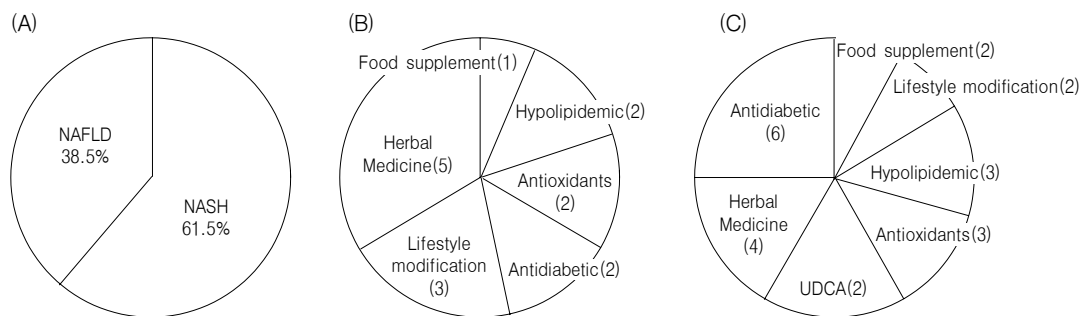 (A)
NAFLD
38.5%
NASH
61.5%
(B)
Food supplement(1)
Hypolipidemic(2)
Antioxidants
(2)
Antidiabetic(2)
Lifestyle
modification
(3)
Herbal
Medicine(5)
(C)
Food supplement(2)
Lifestyle modification(2)
Hypolipidemic(3)
Antioxidants(3)
UDCA(2)
Herbal
Medicine
(4)
Antidiabetic
(6)